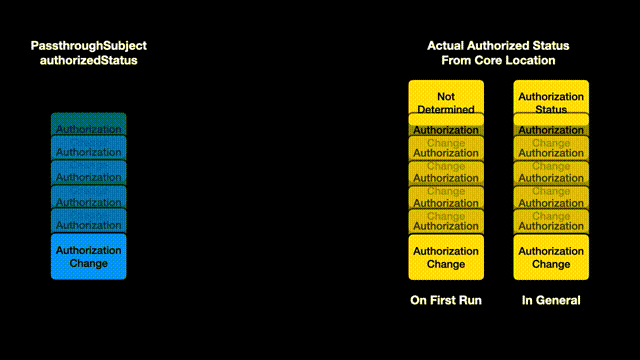 PassthroughSubject
authorizedStatus
Authorization
Change
Authorization
Change
Authorization
Change
Authorization
Change
Authorization
Authorization
Change
Actual Authorized Status
From Core Location
Not
Determined
Authorization
Change
Authorization
Change
Authorization
Change
Authorization
Change
Authorization
Authorization
Change
On First Run
Authorization
Status
Authorization
Change
Authorization
Change
Authorization
Change
Authorization
Change
Authorization
Authorization
Change
In General